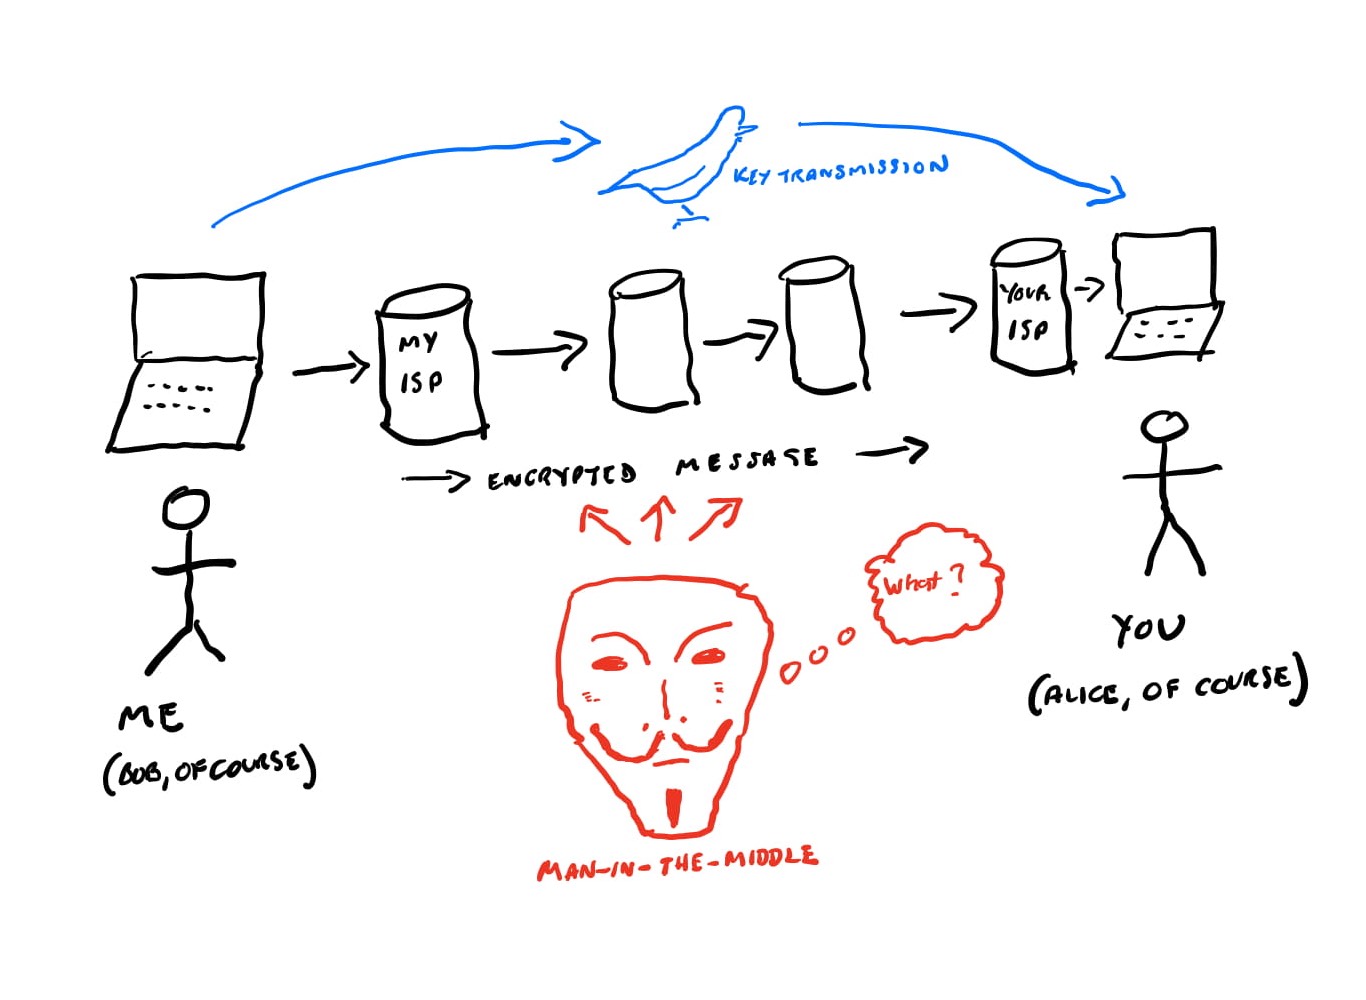 KEY TRANSMISSION
MY
ISP
YOUR
ISP
ENCRYPTED MESSAGE
What?
ME
(BOB, OF COURSE)
YOU
(ALICE, OF COURSE)
MAN-IN-THE-MIDDLE